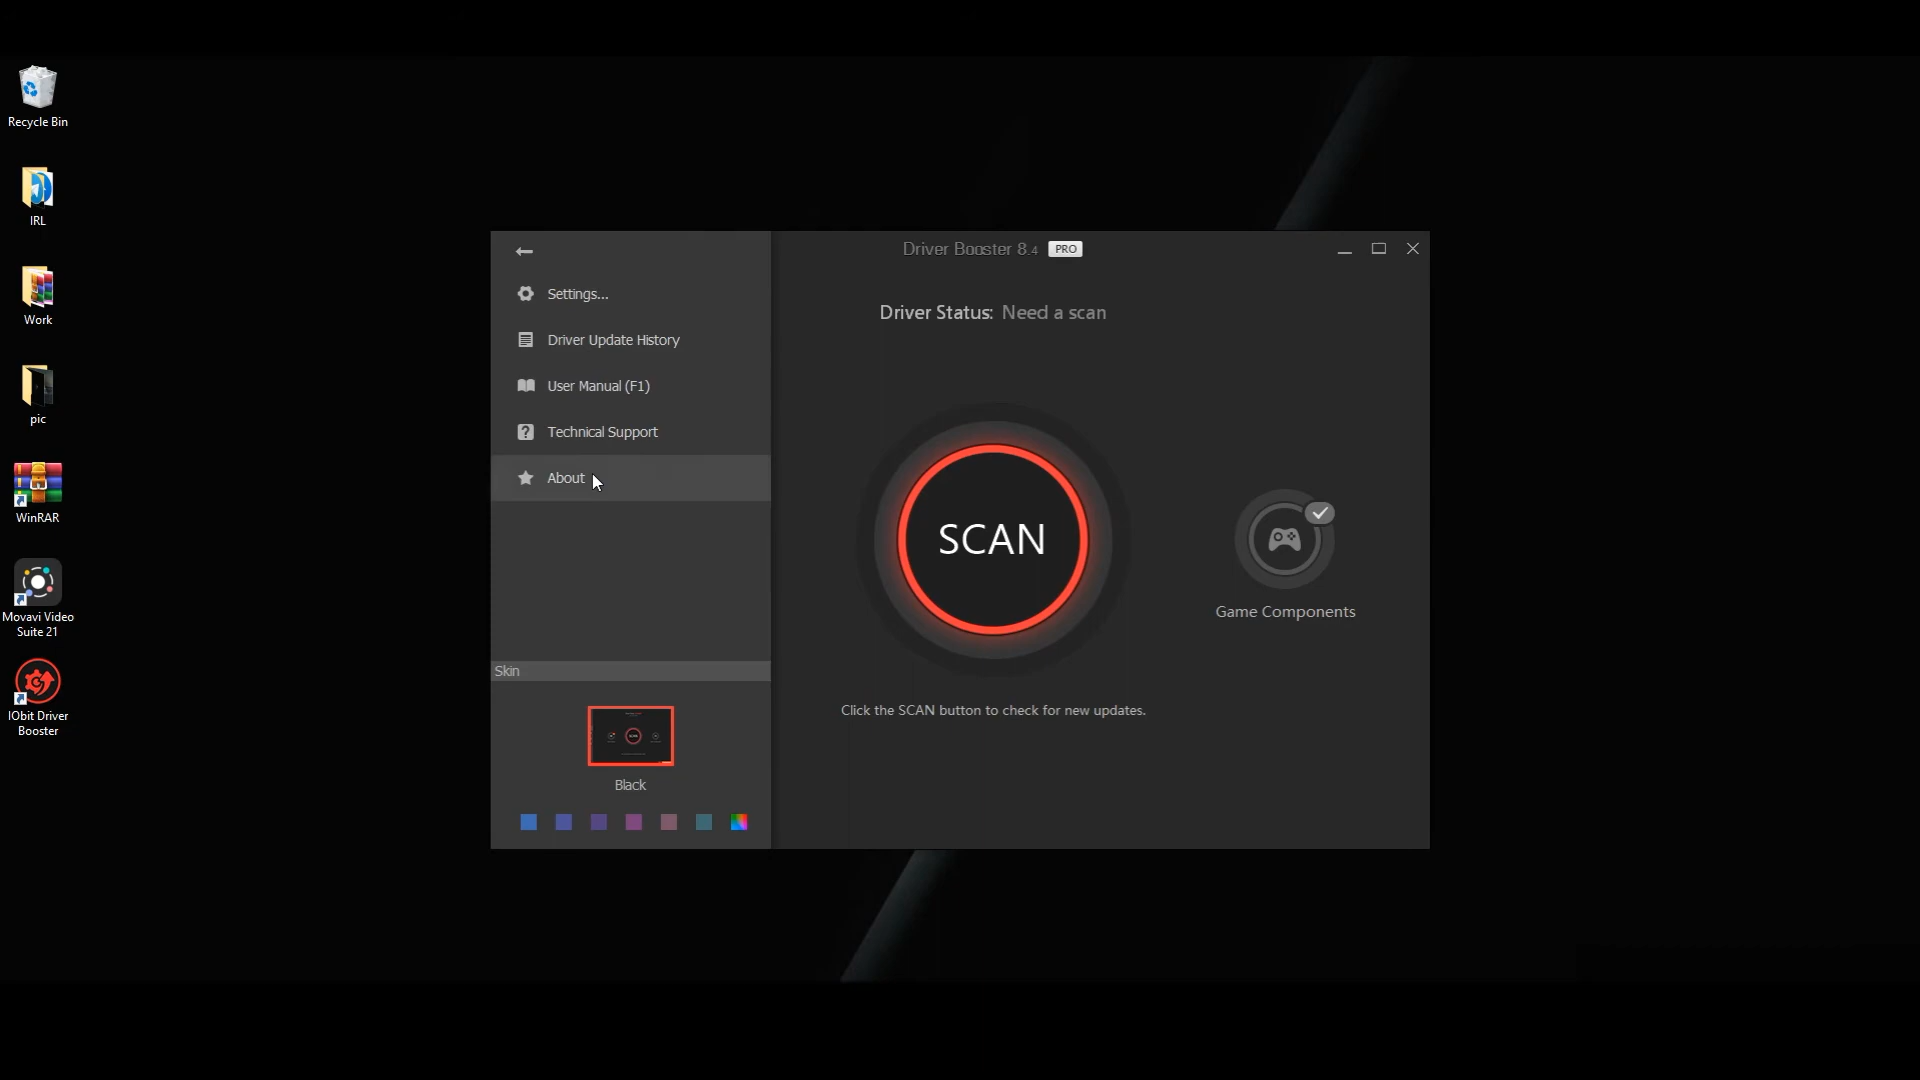 Recycle Bin
IRL
Work
pic
WinRAR
Movavi Video
Suite 21
IObit Driver
Booster
Settings...
Driver Update History
User Manual (F1)
Technical Support
About
Skin
Black
Driver Booster 8.4 PRO
Driver Status: Need a scan
SCAN
Game Components
Click the SCAN button to check for new updates.